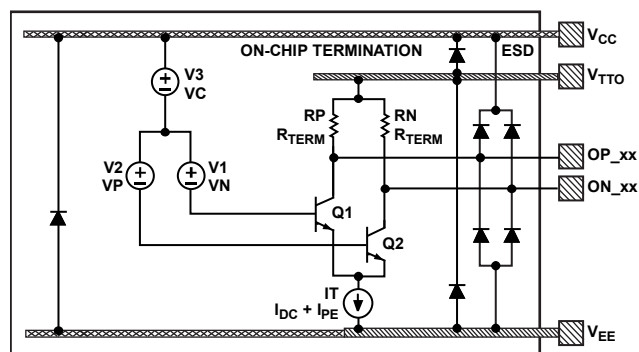 VCC
ON-CHIP TERMINATION
ESD
VTTO
V3
VC
RP
RTERM
RN
RTERM
V2
VP
V1
VN
OP_xx
ON_xx
Q1
Q2
IT
IDC + IPE
VEE